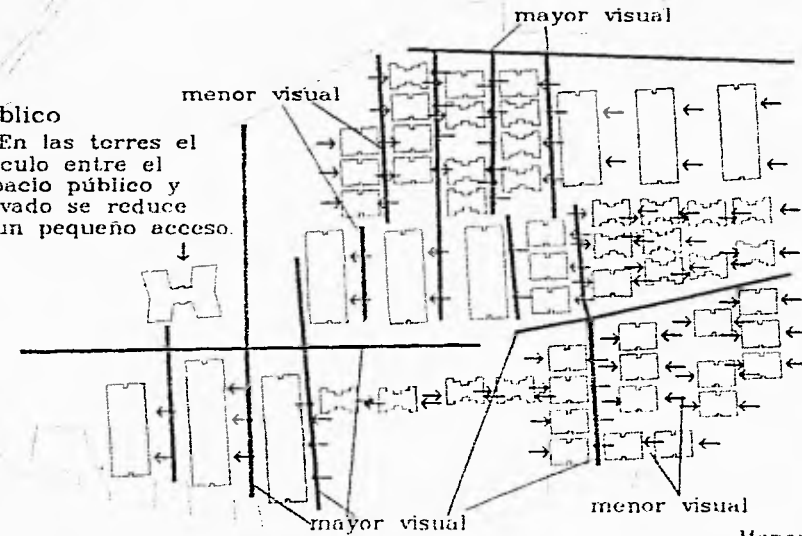 mayor visual
menor visual
blico
En las torres el
culo entre el
pacio público y
vado se reduce
un pequeño acceso.
menor visual
mayor visual